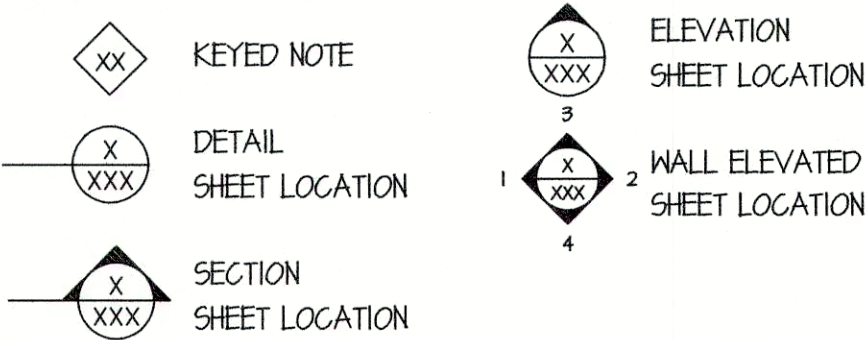 XX
KEYED NOTE
X
DETAIL
XXX
SHEET LOCATION
X
SECTION
XXX
SHEET LOCATION
X
ELEVATION
XXX
SHEET LOCATION
3
1
X
2
WALL ELEVATED
XXX
SHEET LOCATION
4